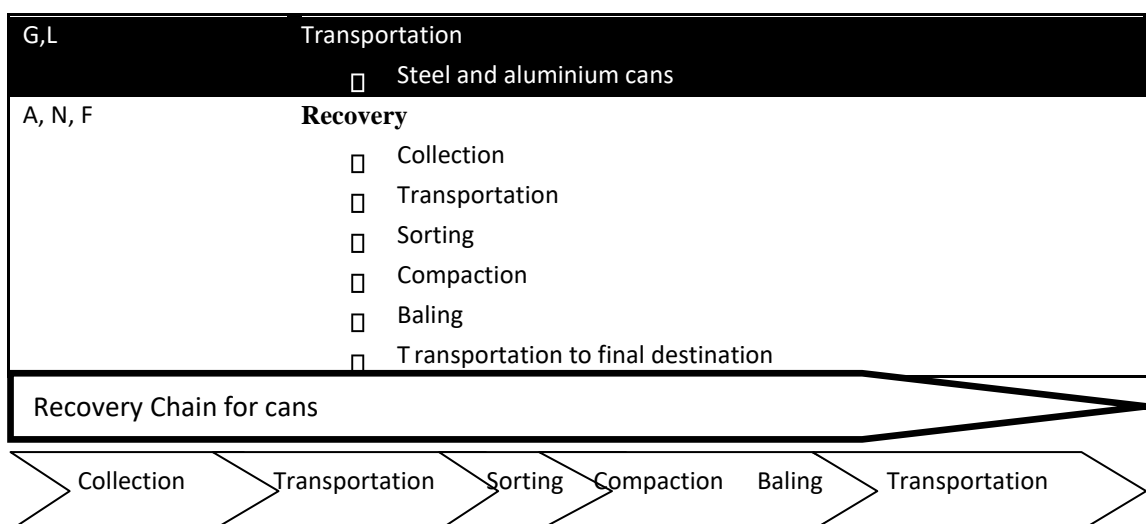 G,L Transportation
Steel and aluminium cans
A, N, F Recovery
Collection
Transportation
Sorting
Compaction
Baling
Transportation to final destination
Recovery Chain for cans
Collection Transportation Sorting Compaction Baling Transportation